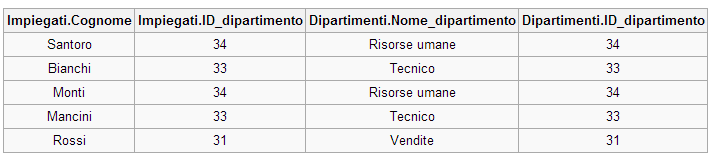 Impiegati.Cognome Impiegati.ID_dipartimento Dipartimenti.Nome_dipartimento Dipartimenti.ID_dipartimento
Santoro 34 Risorse umane 34
Bianchi 33 Tecnico 33
Monti 34 Risorse umane 34
Mancini 33 Tecnico 33
Rossi 31 Vendite 31